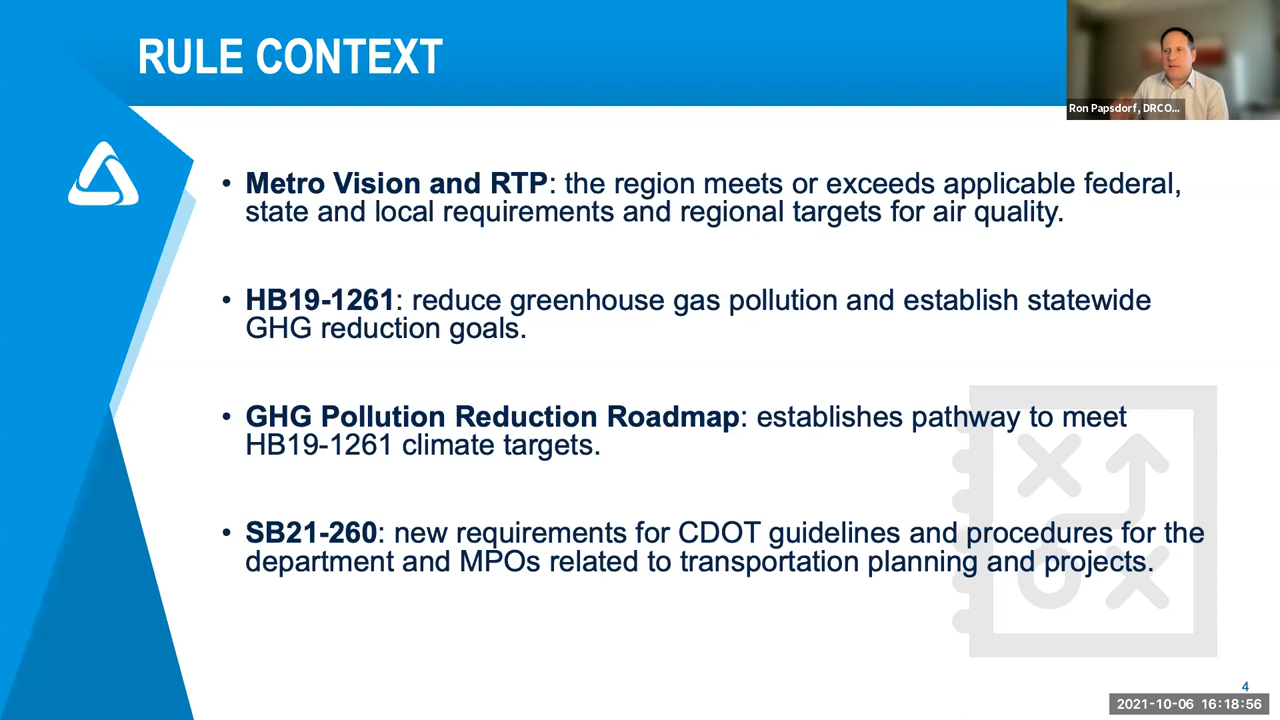 RULE CONTEXT
Ron Papsdorf, DRCO...
• Metro Vision and RTP: the region meets or exceeds applicable federal,
state and local requirements and regional targets for air quality.
• HB19-1261: reduce greenhouse gas pollution and establish statewide
GHG reduction goals.
• GHG Pollution Reduction Roadmap: establishes pathway to meet
HB19-1261 climate targets.
• SB21-260: new requirements for CDOT guidelines and procedures for the
department and MPOs related to transportation planning and projects.
4
2021-10-06 16:18:56